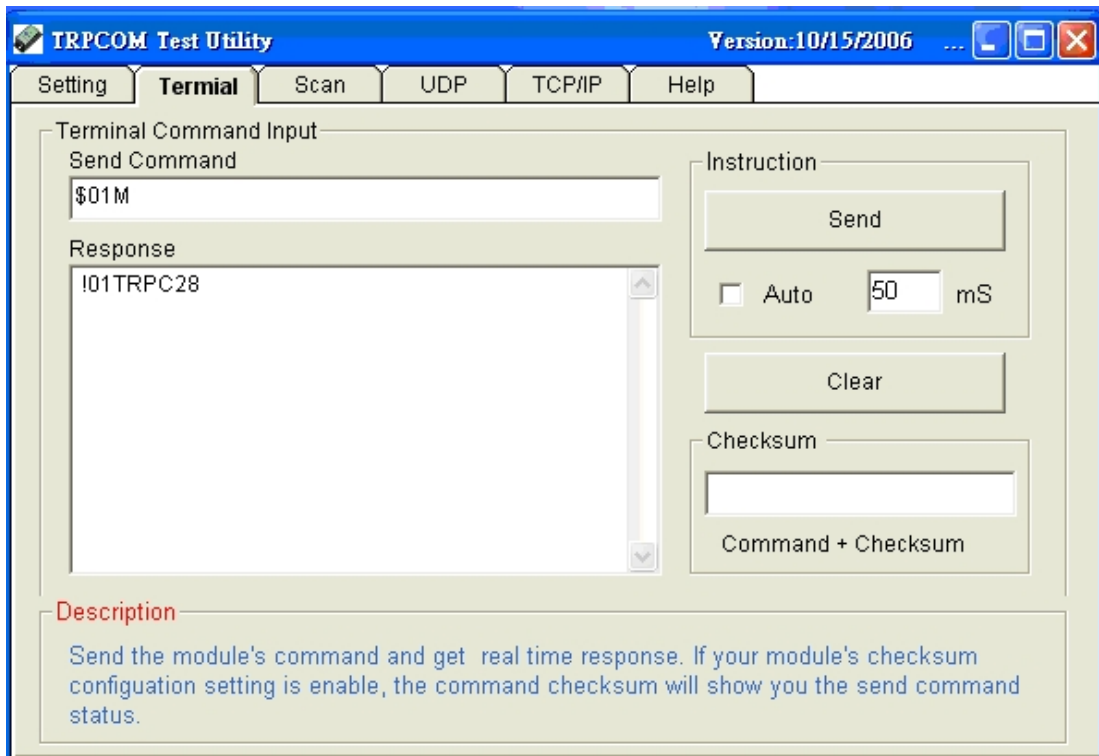 TRPCOM Test Utility Version:10/15/2006 ...
Setting Termial Scan UDP TCP/IP Help
Terminal Command Input
Send Command
$01M
Response
!01TRPC28
Instruction
Send
Auto 50 mS
Clear
Checksum
Command + Checksum
Description
Send the module's command and get real time response. If your module's checksum
configuation setting is enable, the command checksum will show you the send command
status.